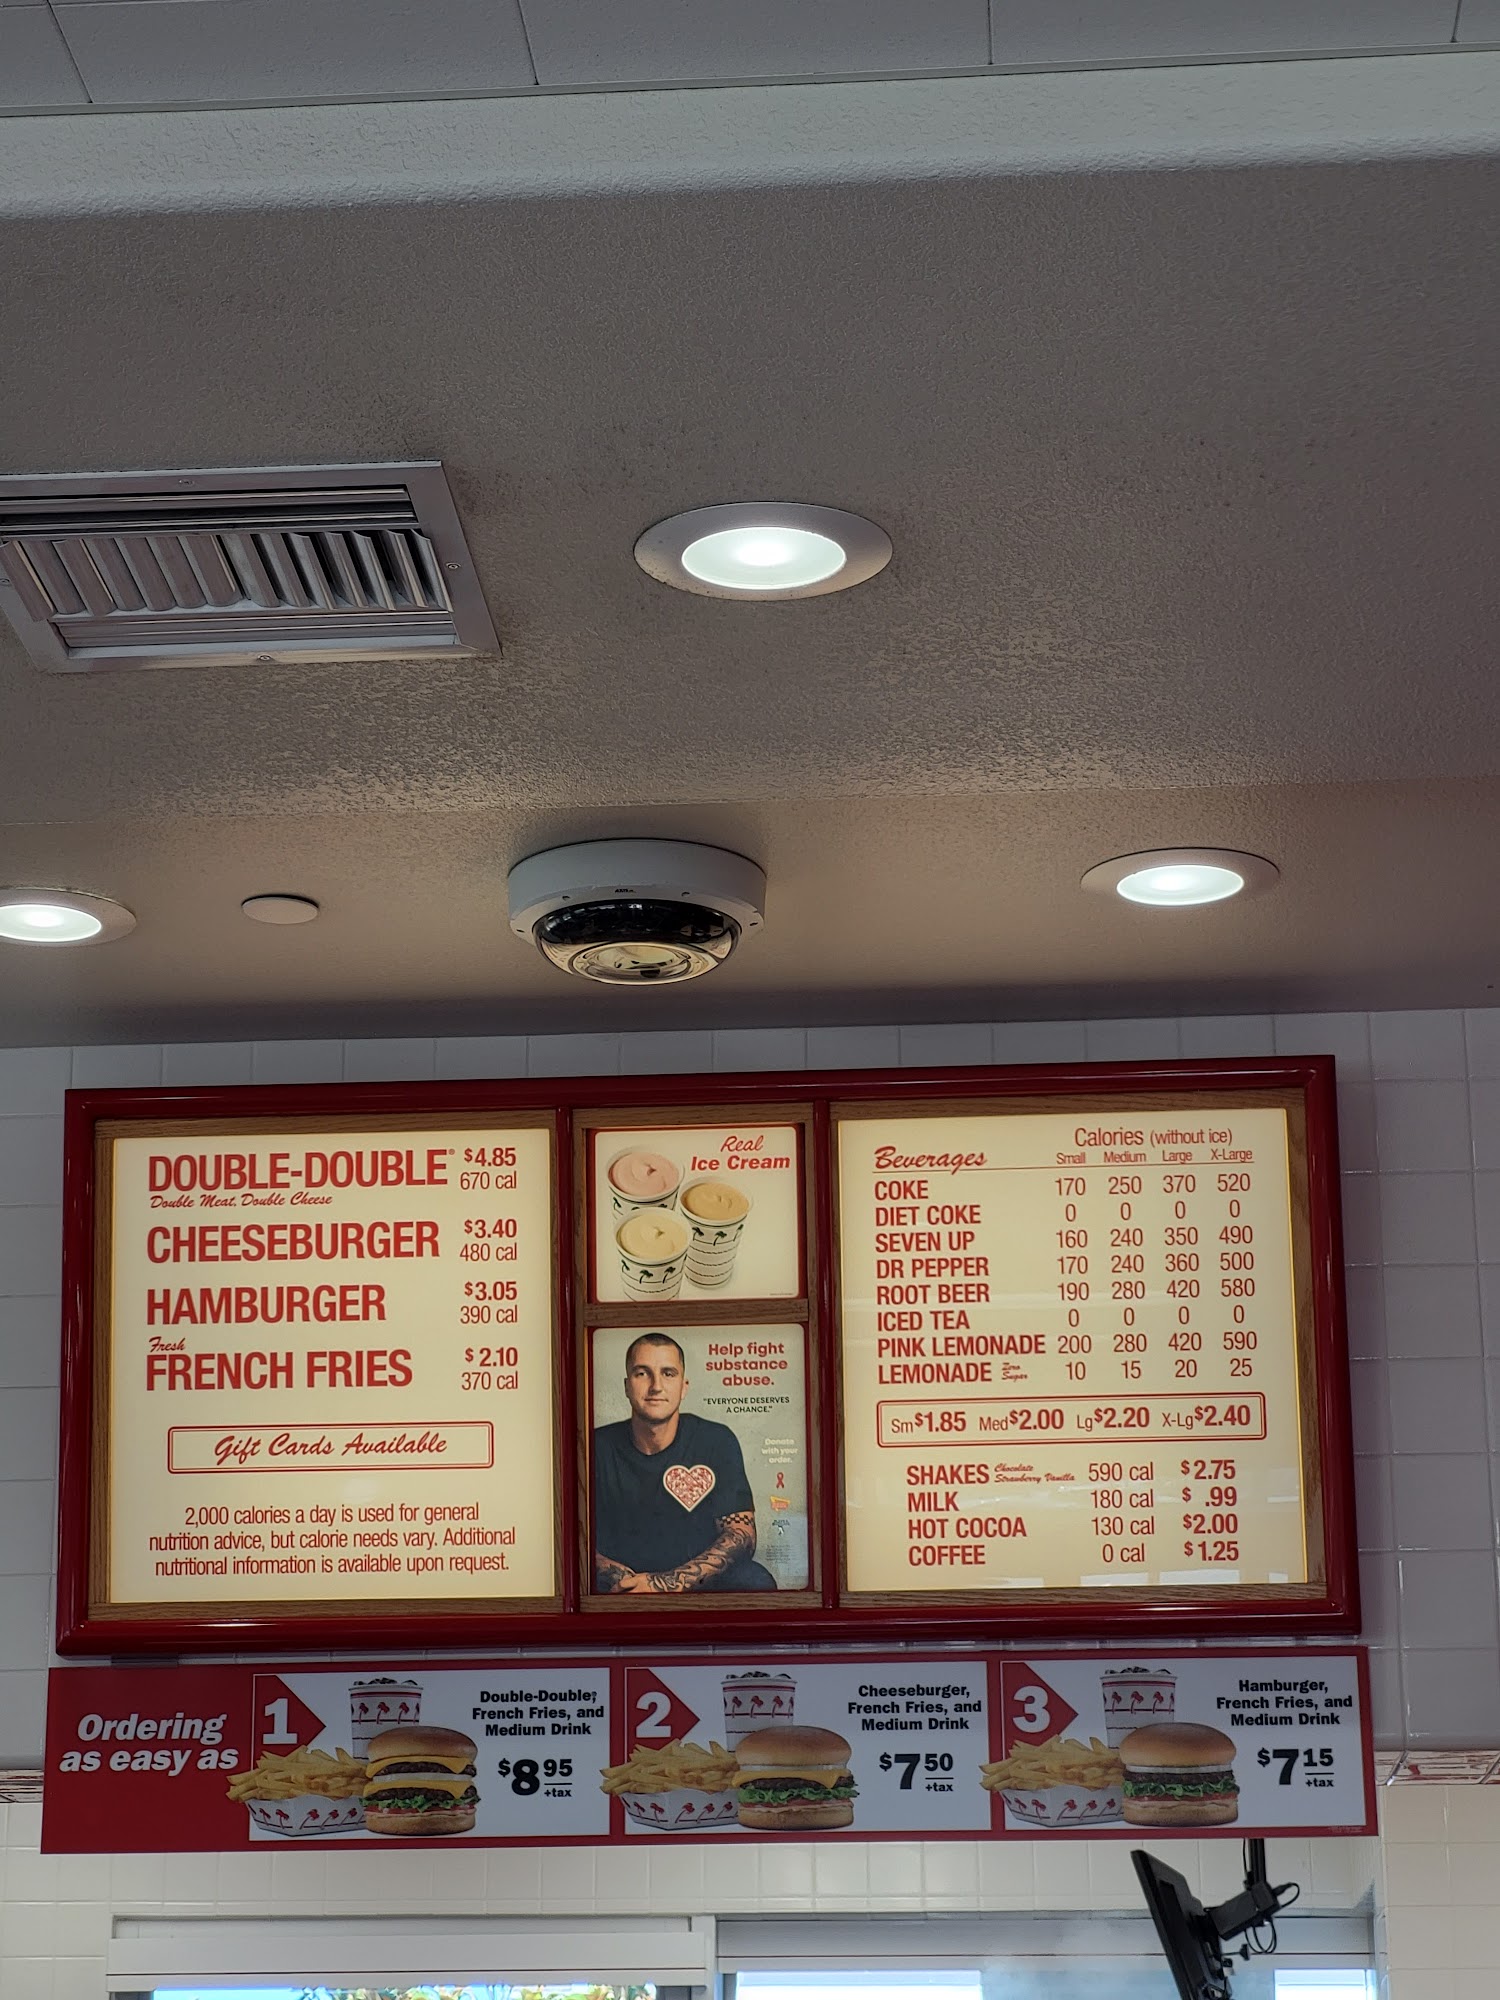 AXIS
DOUBLE-DOUBLE® $4.85
Double Meat, Double Cheese 670 cal
CHEESEBURGER $3.40
480 cal
HAMBURGER $3.05
390 cal
Fresh
FRENCH FRIES $2.10
370 cal
Gift Cards Available
2,000 calories a day is used for general
nutrition advice, but calorie needs vary. Additional
nutritional information is available upon request.
Real
Ice Cream
Help fight
substance
abuse.
"EVERYONE DESERVES
A CHANCE."
Donate
with your
order.
Calories (without ice)
Beverages Small Medium Large X-Large
COKE 170 250 370 520
DIET COKE 0 0 0 0
SEVEN UP 160 240 350 490
DR PEPPER 170 240 360 500
ROOT BEER 190 280 420 580
ICED TEA 0 0 0 0
PINK LEMONADE 200 280 420 590
LEMONADE Zero Sugar 10 15 20 25
Sm$1.85 Med$2.00 Lg$2.20 X-Lg$2.40
SHAKES Chocolate Strawberry Vanilla 590 cal $2.75
MILK 180 cal $ .99
HOT COCOA 130 cal $2.00
COFFEE 0 cal $1.25
Ordering
as easy as
1
Double-Double,®
French Fries, and
Medium Drink
$8.95
+tax
2
Cheeseburger,
French Fries, and
Medium Drink
$7.50
+tax
3
Hamburger,
French Fries, and
Medium Drink
$7.15
+tax